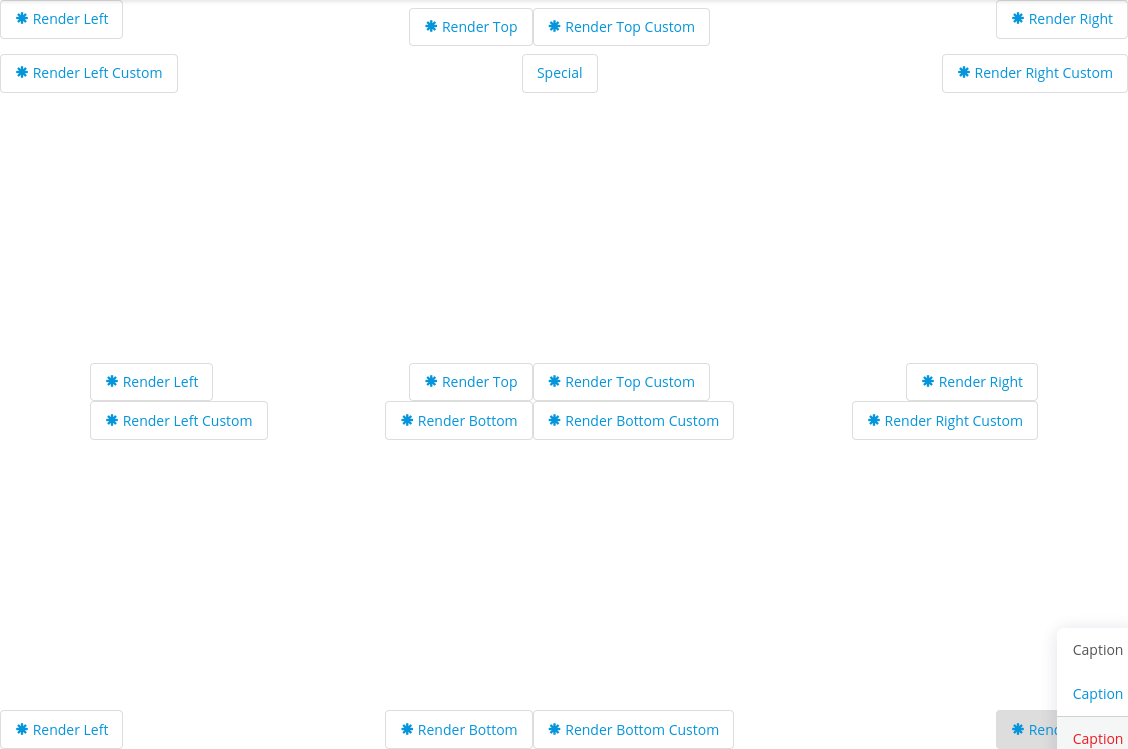 Render Left
Render Top
Render Top Custom
Render Right
Render Left Custom
Special
Render Right Custom
Render Left
Render Top
Render Top Custom
Render Right
Render Left Custom
Render Bottom
Render Bottom Custom
Render Right Custom
Caption
Caption
Render Left
Render Bottom
Render Bottom Custom
Caption